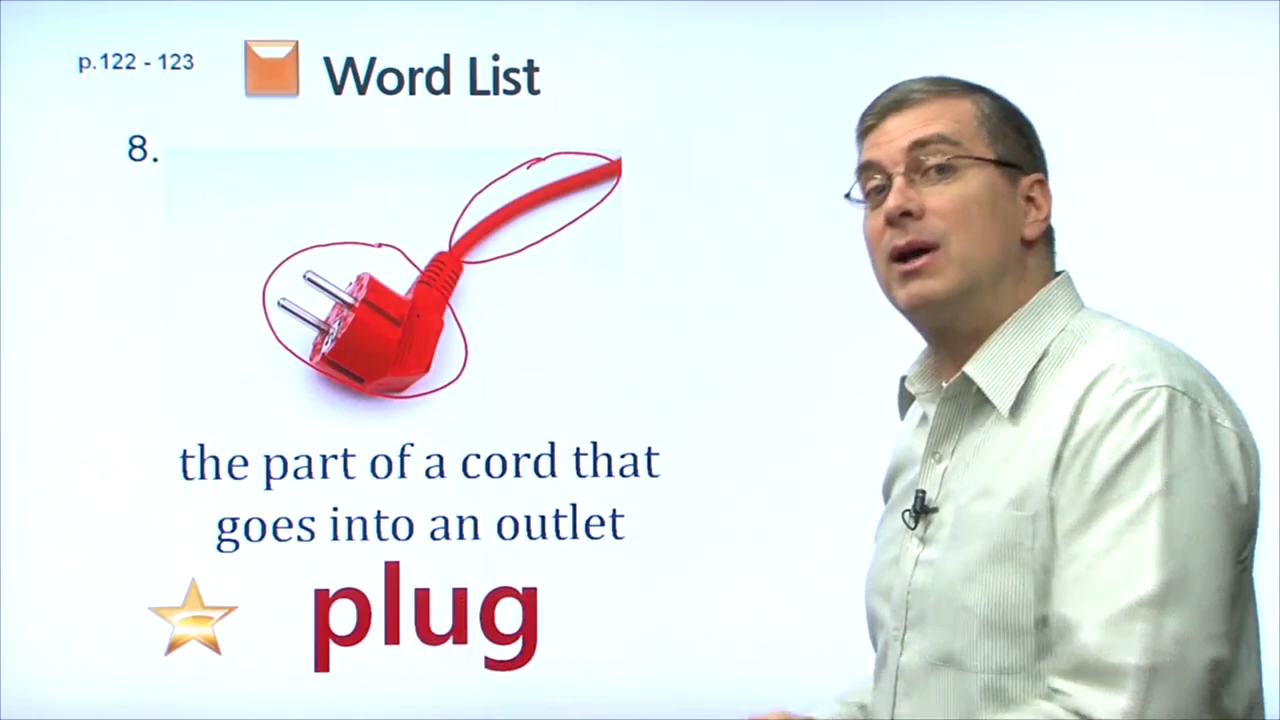 p.122 - 123
Word List
8.
the part of a cord that
goes into an outlet
plug